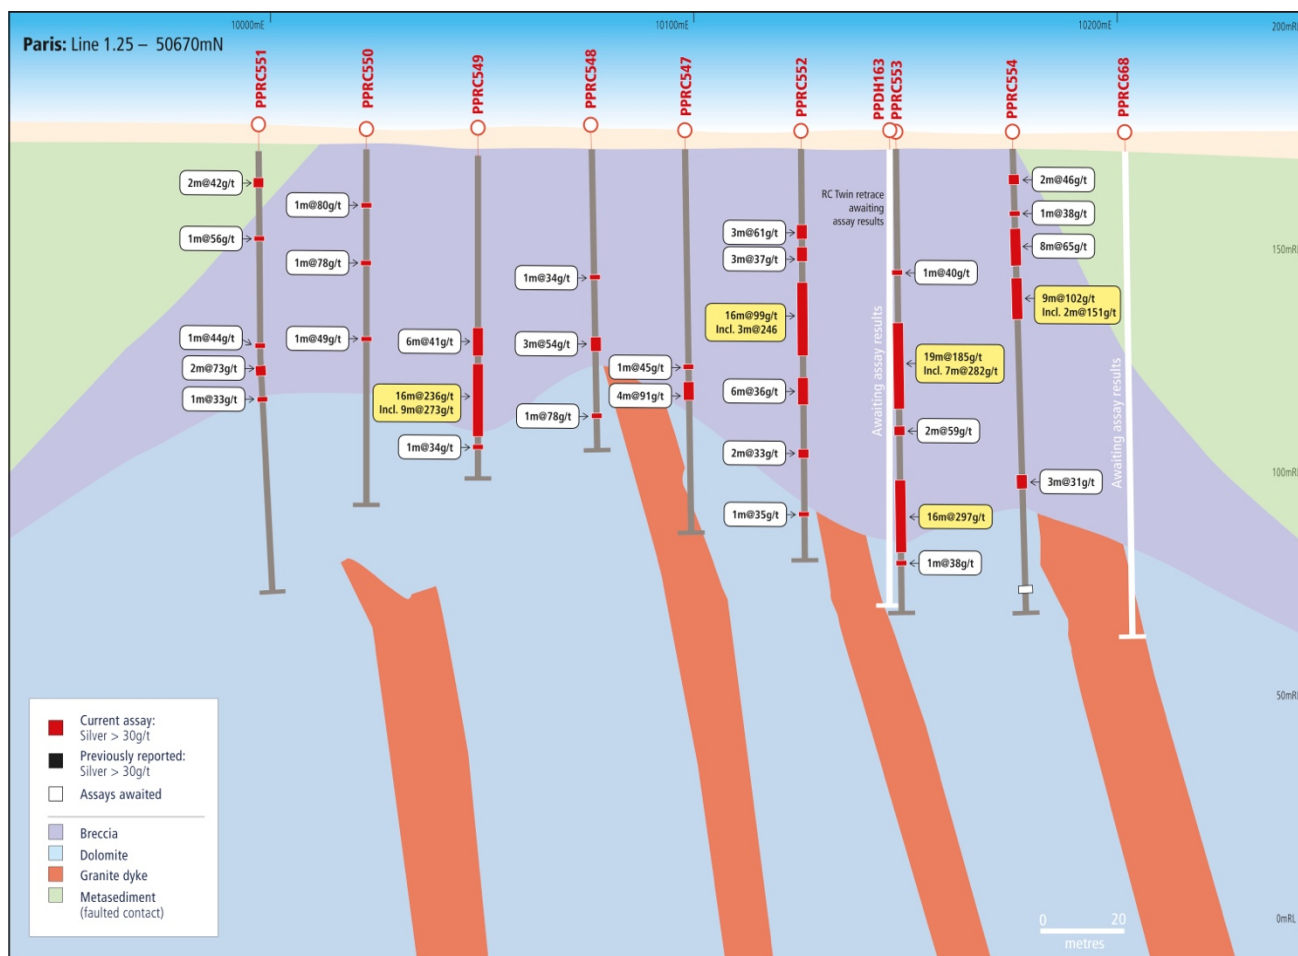 10000mE
10100mE
10200mE
200mRL
Paris: Line 1.25 – 50670mN
PPRC551
PPRC550
PPRC549
PPRC548
PPRC547
PPRC552
PPDH163
PPRC553
PPRC554
PPRC668
2m@42g/t
1m@56g/t
1m@44g/t
2m@73g/t
1m@33g/t
1m@80g/t
1m@78g/t
1m@49g/t
6m@41g/t
16m@236g/t
Incl. 9m@273g/t
1m@34g/t
1m@34g/t
3m@54g/t
1m@78g/t
1m@45g/t
4m@91g/t
3m@61g/t
3m@37g/t
16m@99g/t
Incl. 3m@246
6m@36g/t
2m@33g/t
1m@35g/t
RC Twin retrace
awaiting
assay results
Awaiting assay results
1m@40g/t
19m@185g/t
Incl. 7m@282g/t
2m@59g/t
16m@297g/t
1m@38g/t
2m@46g/t
1m@38g/t
8m@65g/t
9m@102g/t
Incl. 2m@151g/t
3m@31g/t
Awaiting assay results
150mRL
100mRL
50mRL
0mRL
Current assay:
Silver > 30g/t
Previously reported:
Silver > 30g/t
Assays awaited
Breccia
Dolomite
Granite dyke
Metasediment
(faulted contact)
0 20
metres